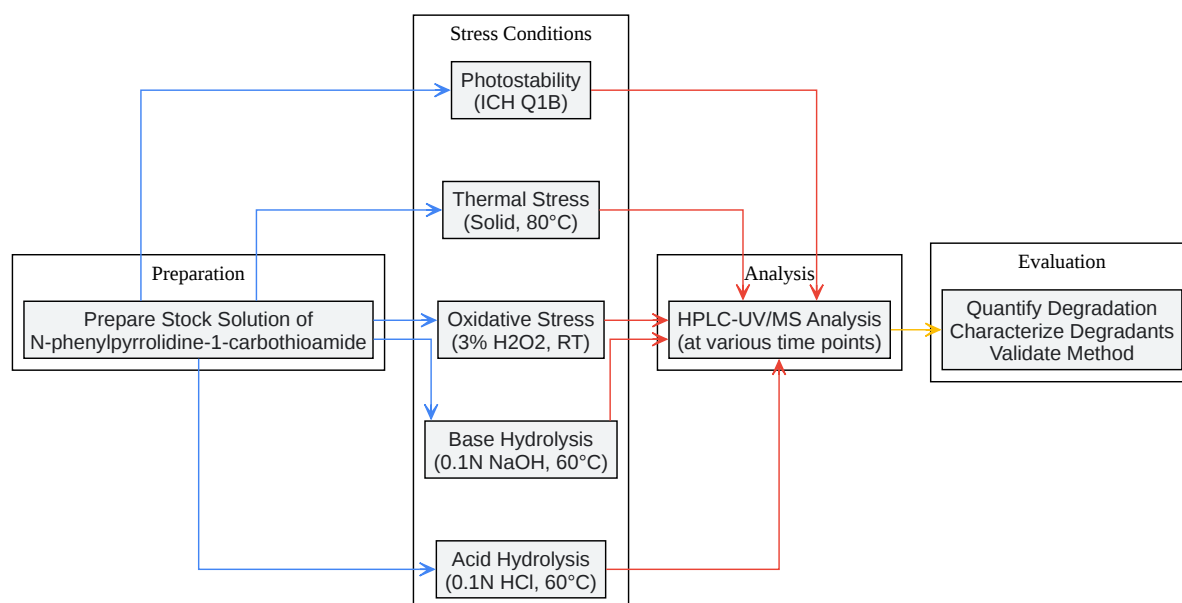 Stress Conditions
Photostability
(ICH Q1B)
Thermal Stress
(Solid, 80°C)
Preparation
Prepare Stock Solution of
N-phenylpyrrolidine-1-carbothioamide
Oxidative Stress
(3% H2O2, RT)
Base Hydrolysis
(0.1N NaOH, 60°C)
Acid Hydrolysis
(0.1N HCl, 60°C)
Analysis
HPLC-UV/MS Analysis
(at various time points)
Evaluation
Quantify Degradation
Characterize Degradants
Validate Method